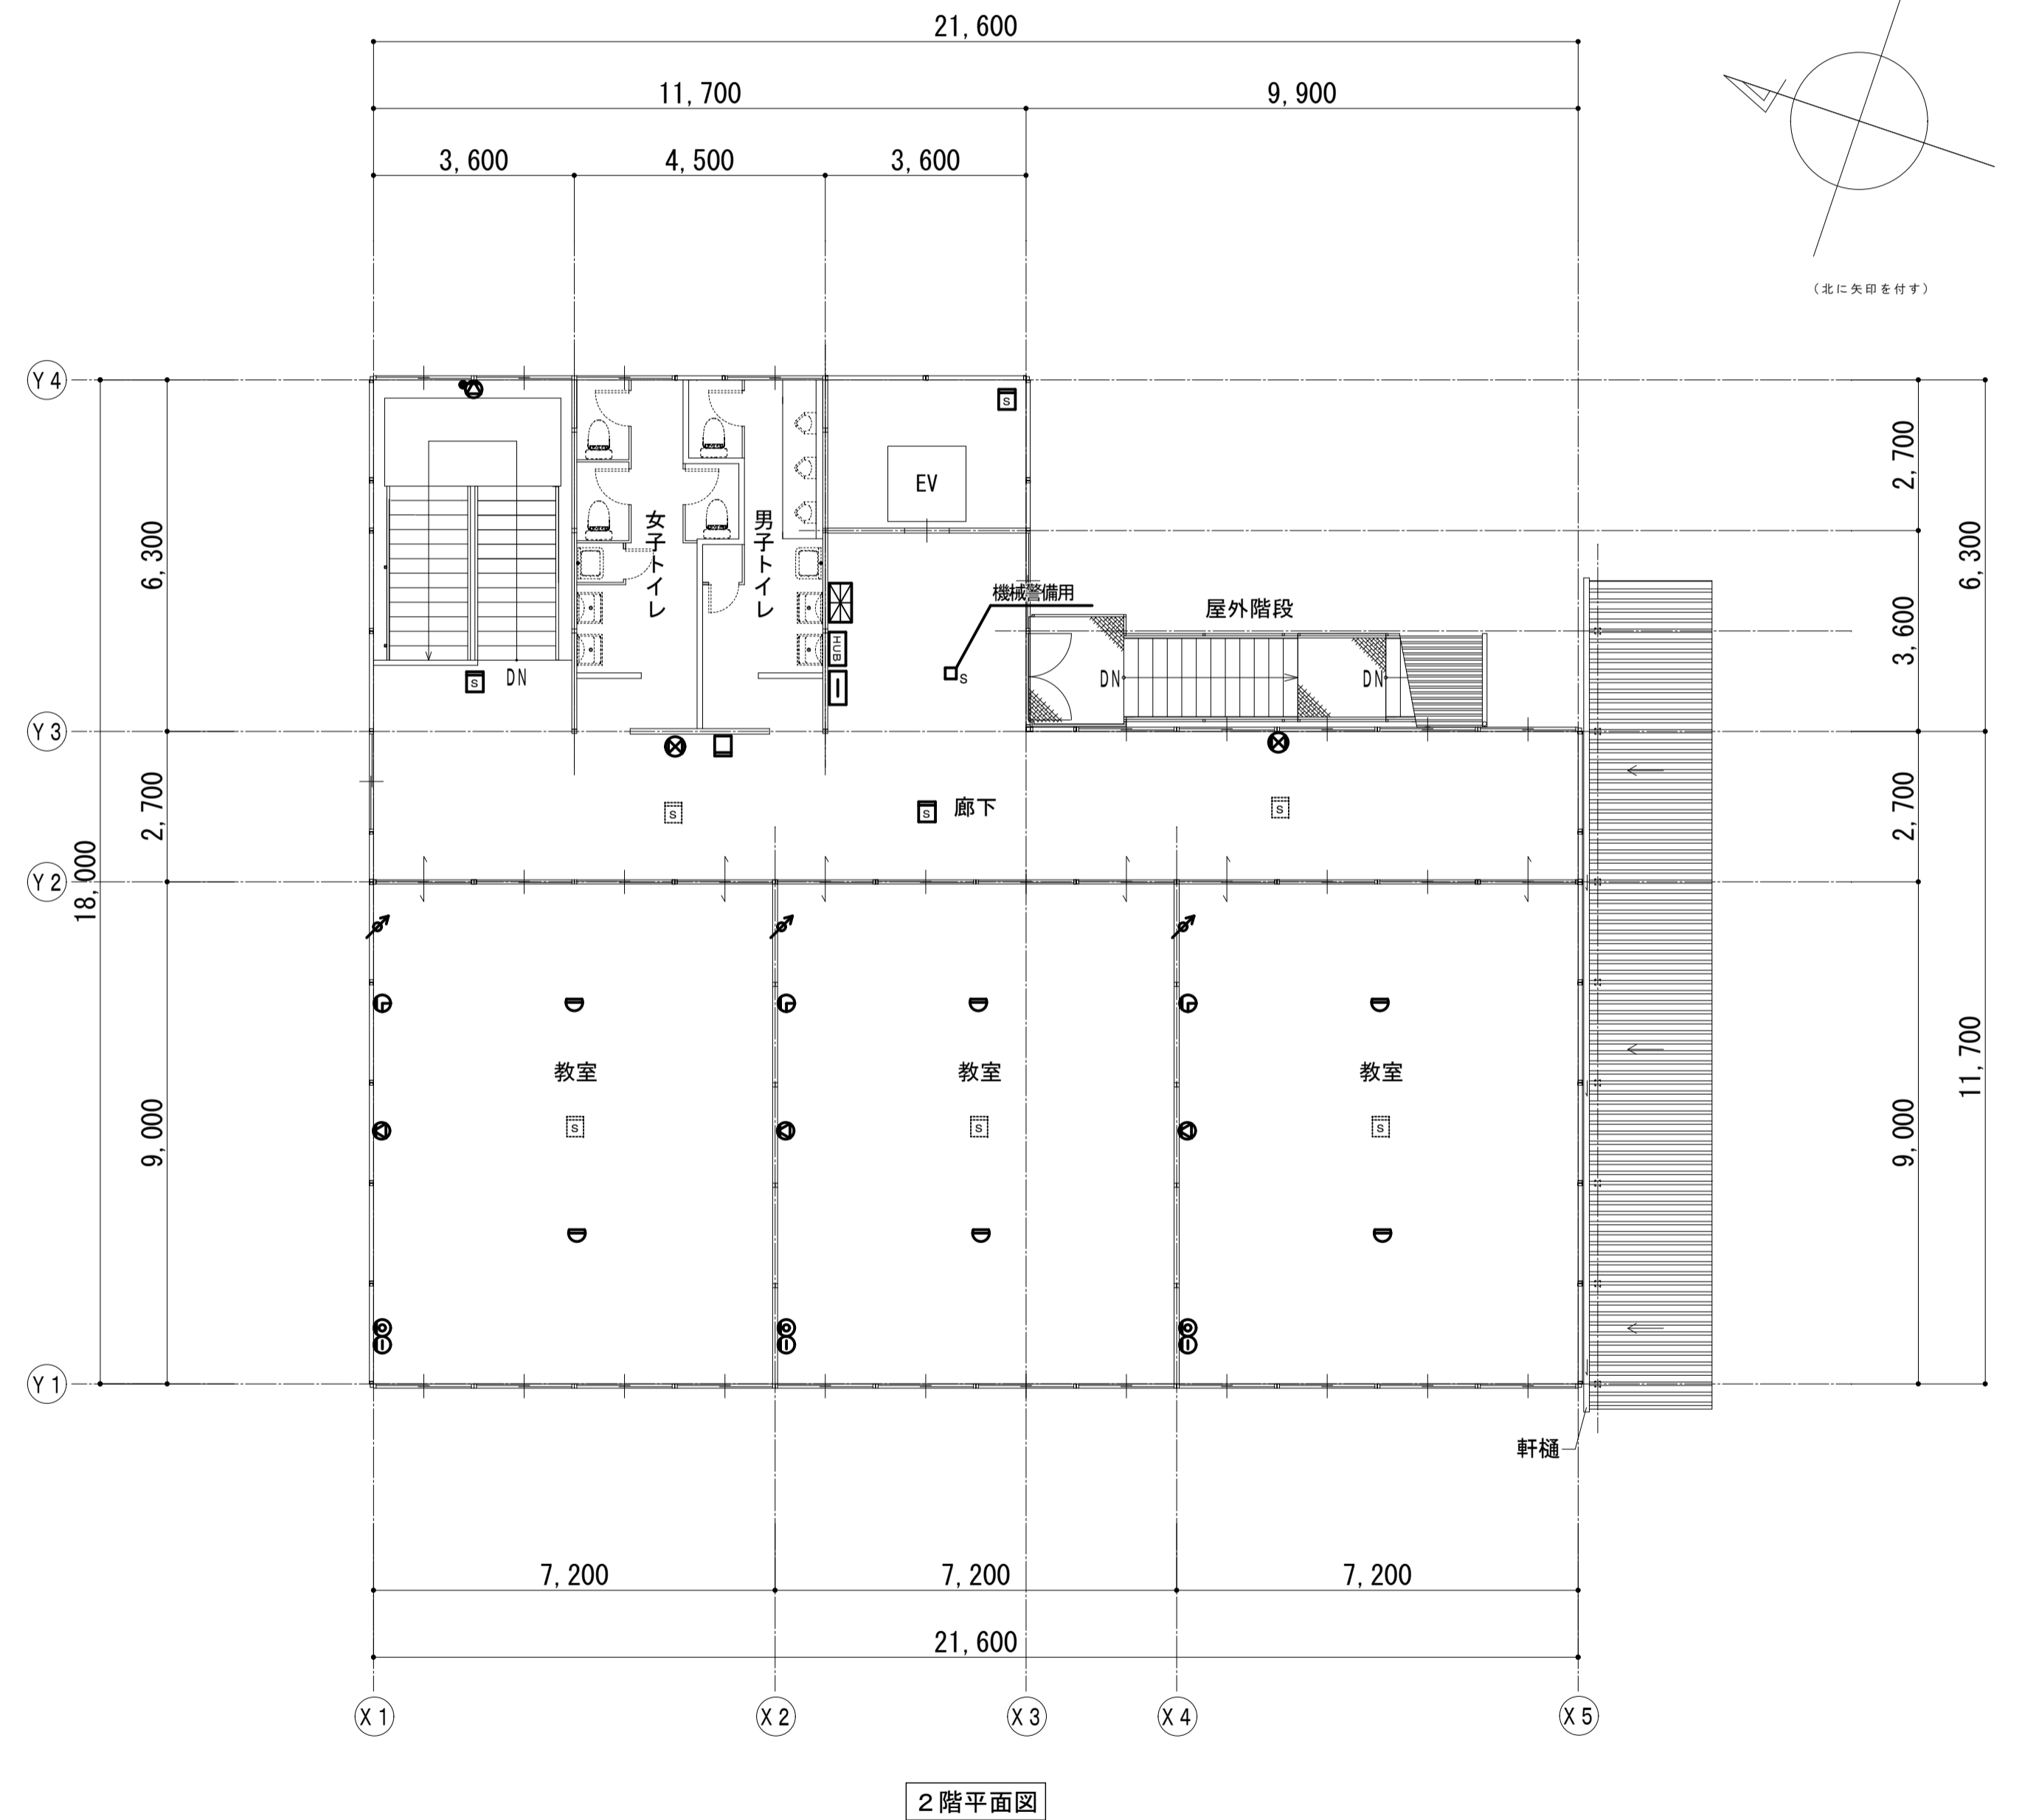 21,600
11,700
9,900
3,600
4,500
3,600
(北に矢印を付す)
Y4
S
2,700
EV
6,300
女子トイレ
男子トイレ
6,300
機械警備用
屋外階段
3,600
HUB
S
DN
S
DN
DN
Y3
2,700
S
S
廊下
S
2,700
18,000
Y2
教室
教室
教室
11,700
9,000
S
S
S
9,000
Y1
軒樋
7,200
7,200
7,200
21,600
X1
X2
X3
X4
X5
2階平面図